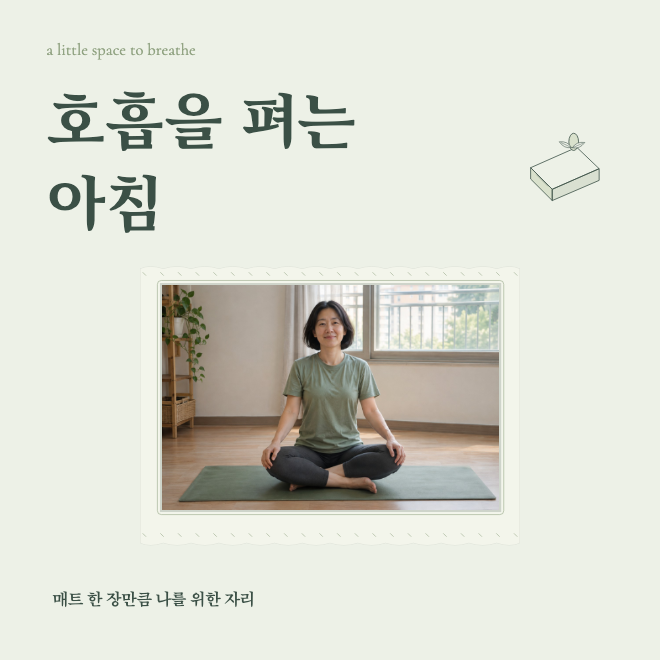 a little space to breathe
호흡을 펴는
아침
매트 한 장만큼 나를 위한 자리